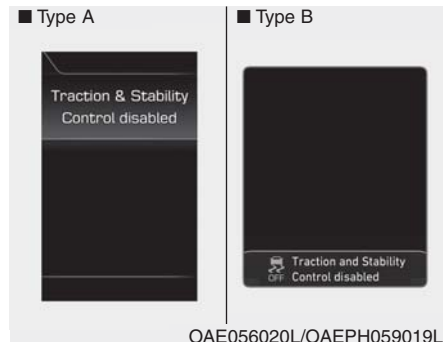 ■ Type A
■ Type B
Traction & Stability
Control disabled
OFF
Traction and Stability
Control disabled
OAE056020L/OAEPH059019L